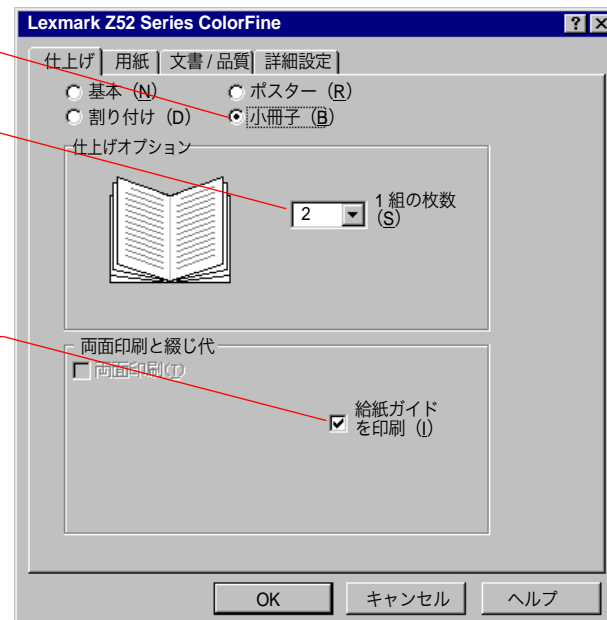 Lexmark Z52 Series ColorFine
仕上げ 用紙 文書 / 品質 詳細設定
基本 (N) ポスター (R)
割り付け (D) 小冊子 (B)
仕上げオプション
2
1 組の枚数
(S)
両面印刷と綴じ代
両面印刷(T)
給紙ガイド
を印刷 (I)
OK キャンセル ヘルプ